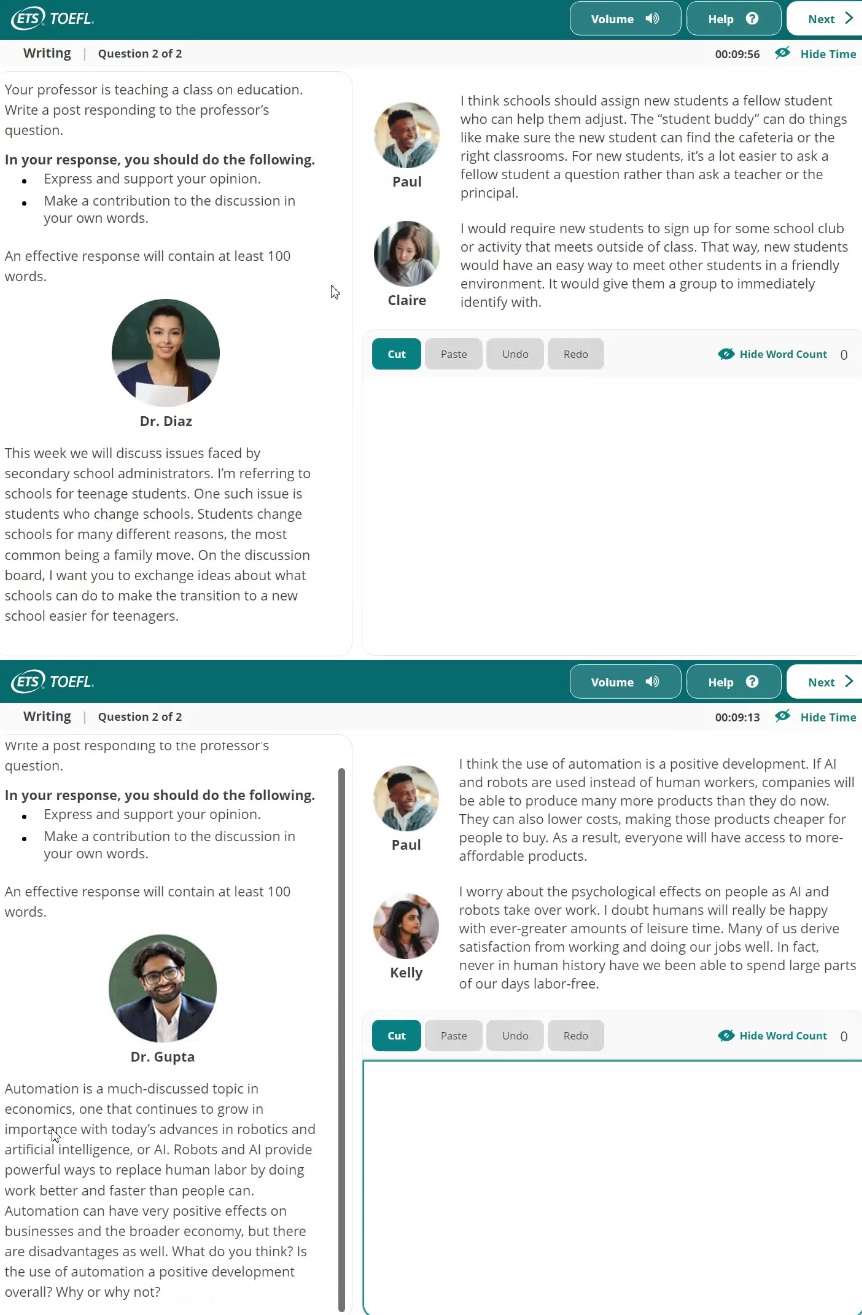 ETS TOEFL.
Volume
Help
Next
Writing | Question 2 of 2
00:09:56
Hide Time
Your professor is teaching a class on education.
Write a post responding to the professor's
question.
In your response, you should do the following.
• Express and support your opinion.
• Make a contribution to the discussion in
your own words.
An effective response will contain at least 100
words.
Dr. Diaz
This week we will discuss issues faced by
secondary school administrators. I'm referring to
schools for teenage students. One such issue is
students who change schools. Students change
schools for many different reasons, the most
common being a family move. On the discussion
board, I want you to exchange ideas about what
schools can do to make the transition to a new
school easier for teenagers.
Paul
I think schools should assign new students a fellow student
who can help them adjust. The "student buddy" can do things
like make sure the new student can find the cafeteria or the
right classrooms. For new students, it's a lot easier to ask a
fellow student a question rather than ask a teacher or the
principal.
Claire
I would require new students to sign up for some school club
or activity that meets outside of class. That way, new students
would have an easy way to meet other students in a friendly
environment. It would give them a group to immediately
identify with.
Cut
Paste
Undo
Redo
Hide Word Count 0
ETS TOEFL.
Volume
Help
Next
Writing | Question 2 of 2
00:09:13
Hide Time
Write a post responding to the professor's
question.
In your response, you should do the following.
• Express and support your opinion.
• Make a contribution to the discussion in
your own words.
An effective response will contain at least 100
words.
Dr. Gupta
Automation is a much-discussed topic in
economics, one that continues to grow in
importance with today's advances in robotics and
artificial intelligence, or AI. Robots and AI provide
powerful ways to replace human labor by doing
work better and faster than people can.
Automation can have very positive effects on
businesses and the broader economy, but there
are disadvantages as well. What do you think? Is
the use of automation a positive development
overall? Why or why not?
Paul
I think the use of automation is a positive development. If AI
and robots are used instead of human workers, companies will
be able to produce many more products than they do now.
They can also lower costs, making those products cheaper for
people to buy. As a result, everyone will have access to more-
affordable products.
Kelly
I worry about the psychological effects on people as AI and
robots take over work. I doubt humans will really be happy
with ever-greater amounts of leisure time. Many of us derive
satisfaction from working and doing our jobs well. In fact,
never in human history have we been able to spend large parts
of our days labor-free.
Cut
Paste
Undo
Redo
Hide Word Count 0